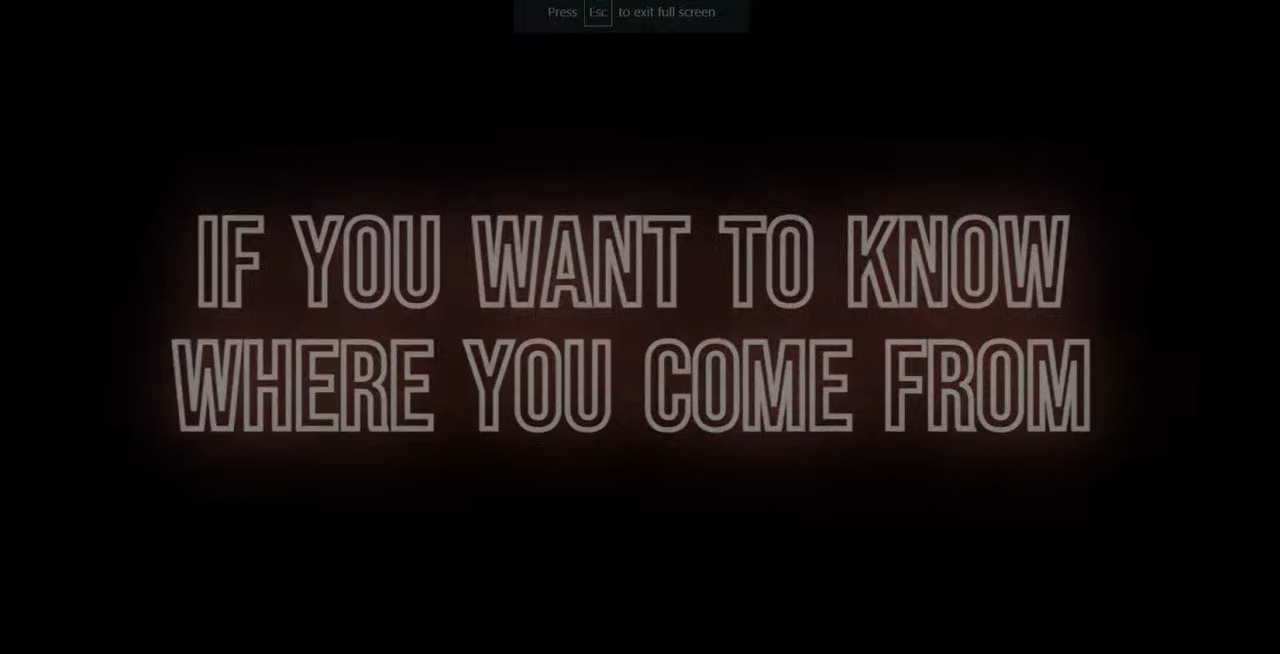 Press Esc to exit full screen
IF YOU WANT TO KNOW
WHERE YOU COME FROM